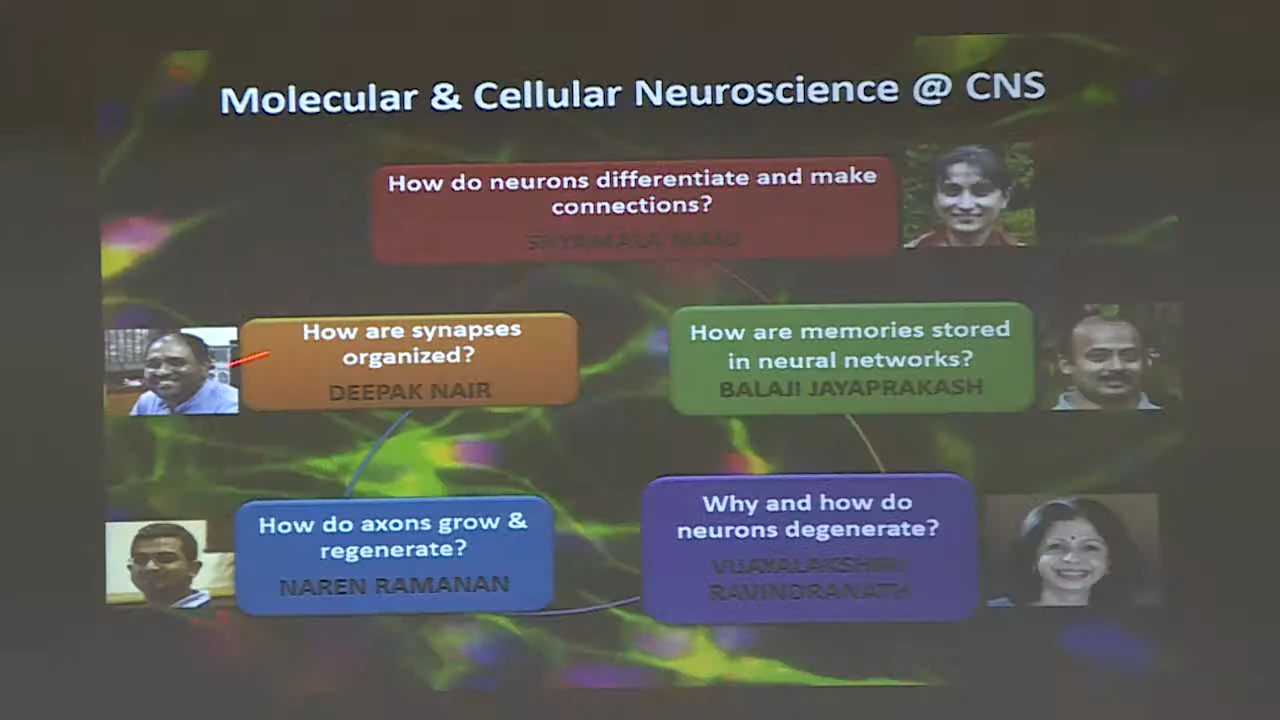 Molecular & Cellular Neuroscience @ CNS
How do neurons differentiate and make
connections?
SHYAMALA MANI
How are synapses
organized?
DEEPAK NAIR
How are memories stored
in neural networks?
BALAJI JAYAPRAKASH
How do axons grow &
regenerate?
NAREN RAMANAN
Why and how do
neurons degenerate?
VIJAYALAKSHMI
RAVINDRANATH